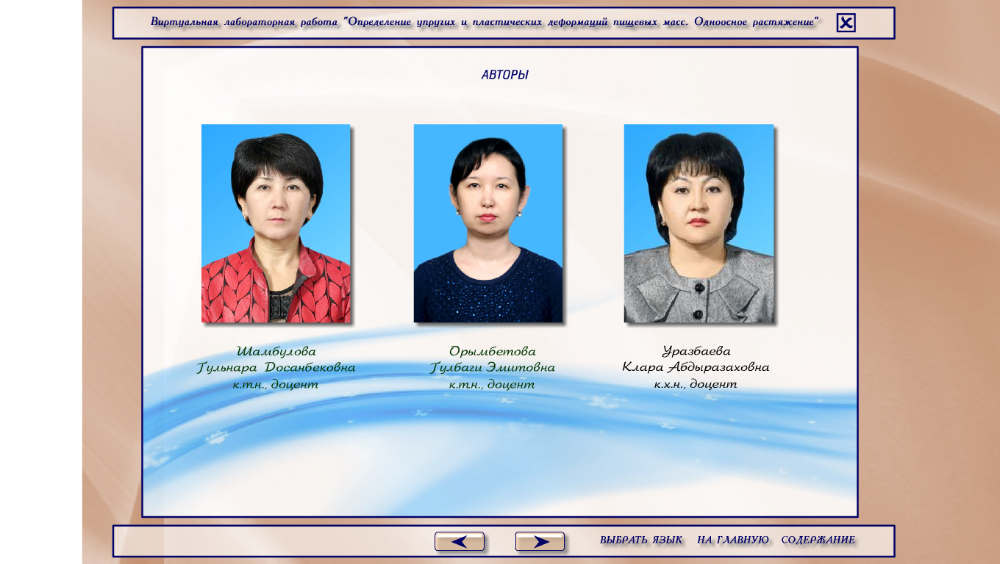 Виртуальная лабораторная работа "Определение упругих и пластических деформаций пищевых масс. Одноосное растяжение"
АВТОРЫ
Шамбулова
Гульнара Досанбековна
к.т.н., доцент
Орымбетова
Гулбаги Эмитовна
к.т.н., доцент
Уразбаева
Клара Абдыразаховна
к.х.н., доцент
ВЫБРАТЬ ЯЗЫК НА ГЛАВНУЮ СОДЕРЖАНИЕ